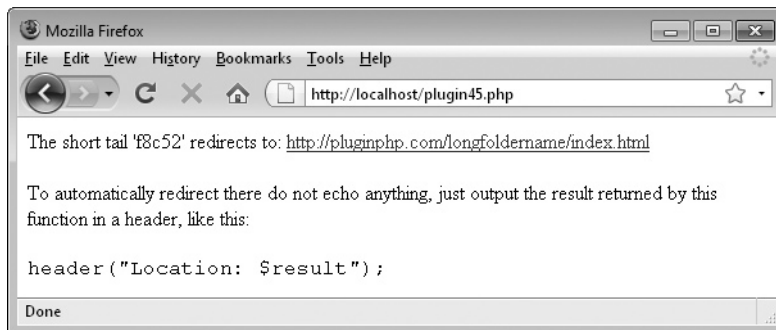 Mozilla Firefox
File Edit View History Bookmarks Tools Help
http://localhost/plugin45.php
The short tail 'f8c52' redirects to: http://pluginphp.com/longfoldername/index.html
To automatically redirect there do not echo anything, just output the result returned by this
function in a header, like this:
header("Location: $result");
Done